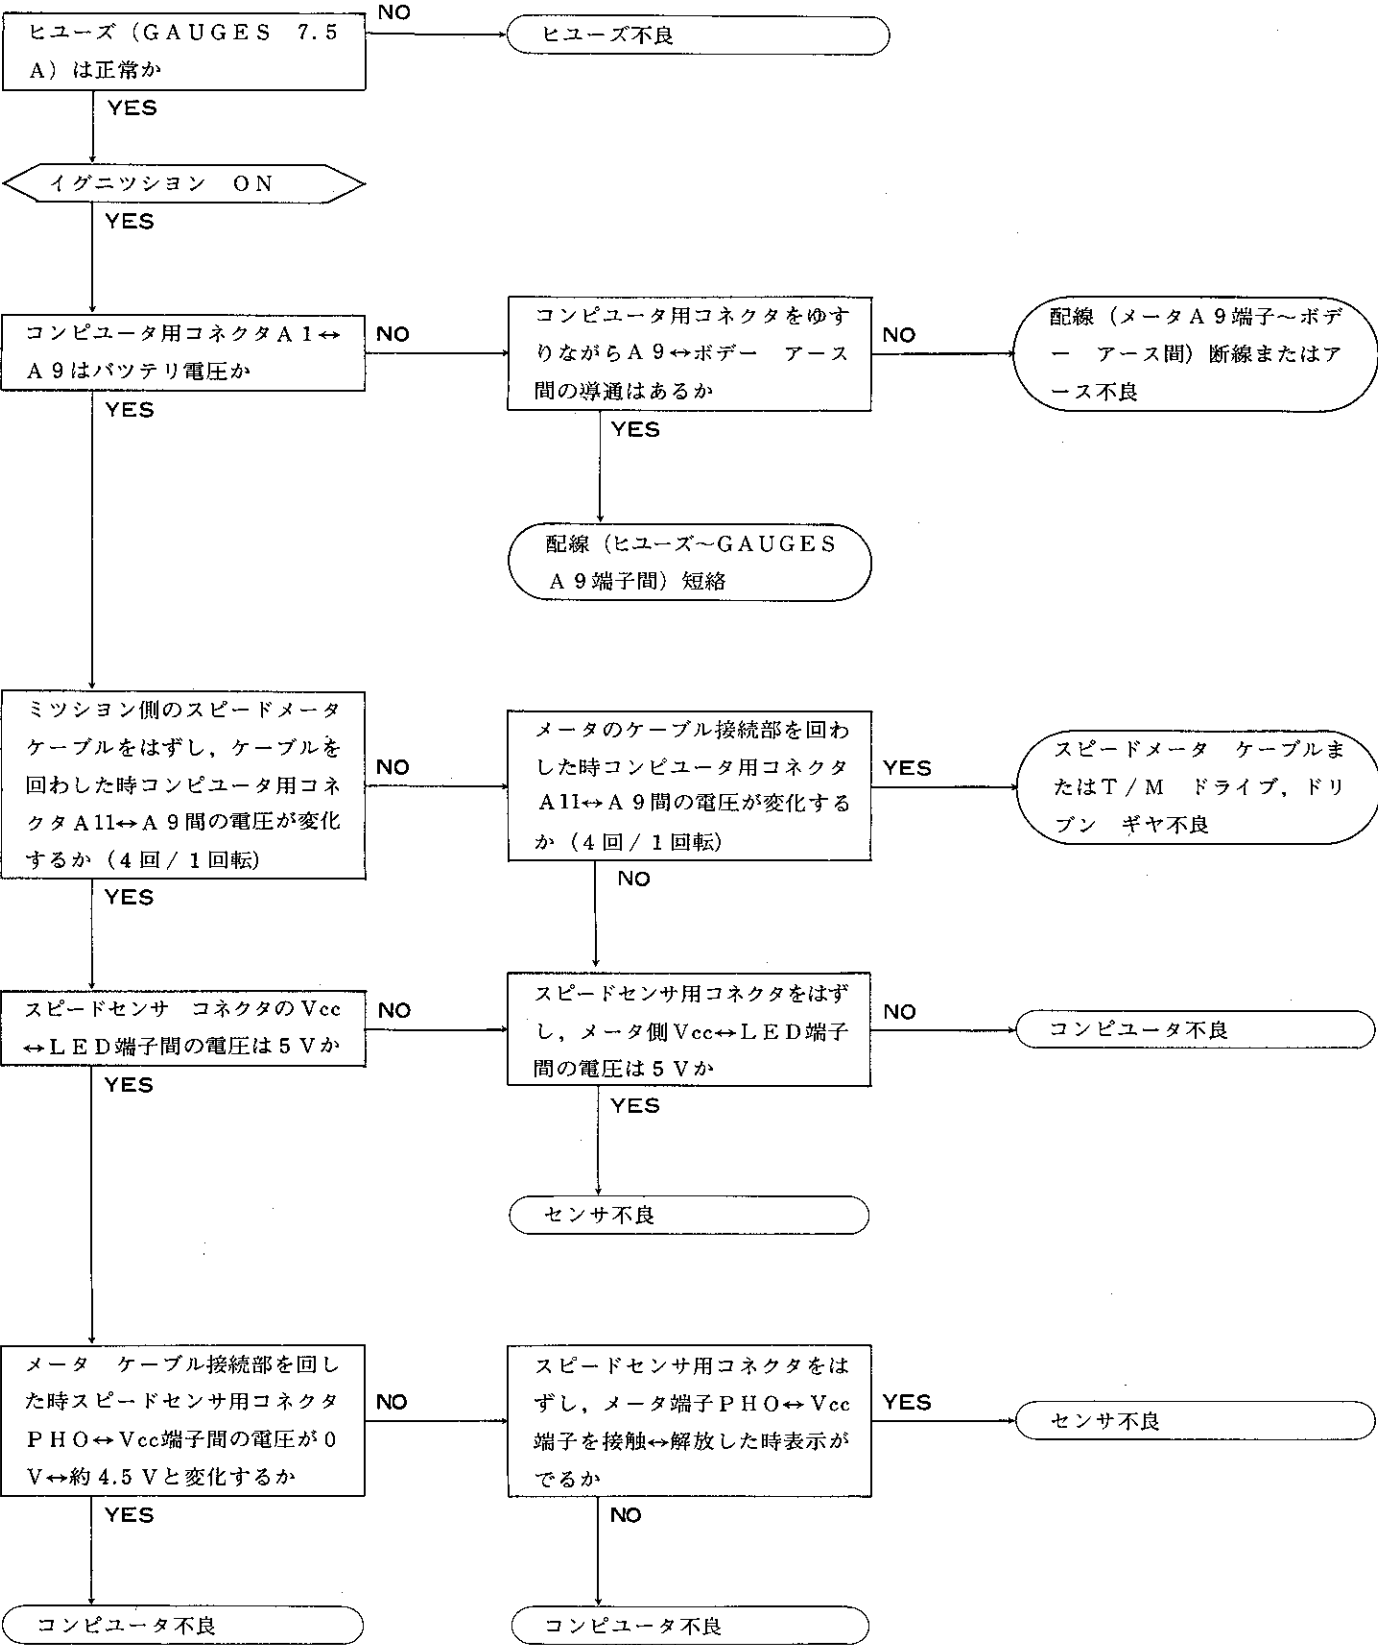 ヒユーズ（GAUGES 7.5
A）は正常か
NO
ヒユーズ不良
YES
イグニツシヨン ON
YES
コンピユータ用コネクタA1↔
A9はバツテリ電圧か
NO
コンピユータ用コネクタをゆす
りながらA9↔ボデー アース
間の導通はあるか
NO
配線（メータA9端子～ボデ
ー アース間）断線またはア
ース不良
YES
YES
配線（ヒユーズ～GAUGES
A9端子間）短絡
ミツシヨン側のスピードメータ
ケーブルをはずし，ケーブルを
回わした時コンピユータ用コネ
クタA11↔A9間の電圧が変化
するか（4回/1回転）
NO
メータのケーブル接続部を回わ
した時コンピユータ用コネクタ
A11↔A9間の電圧が変化する
か（4回/1回転）
YES
スピードメータ ケーブルま
たはT/M ドライブ，ドリ
ブン ギヤ不良
YES
NO
スピードセンサ コネクタのVcc
↔LED端子間の電圧は5Vか
NO
スピードセンサ用コネクタをはず
し，メータ側Vcc↔LED端子
間の電圧は5Vか
NO
コンピユータ不良
YES
YES
センサ不良
メータ ケーブル接続部を回し
た時スピードセンサ用コネクタ
PHO↔Vcc端子間の電圧が0
V↔約4.5Vと変化するか
NO
スピードセンサ用コネクタをは
ずし，メータ端子PHO↔Vcc
端子を接触↔解放した時表示が
でるか
YES
センサ不良
YES
NO
コンピユータ不良
コンピユータ不良